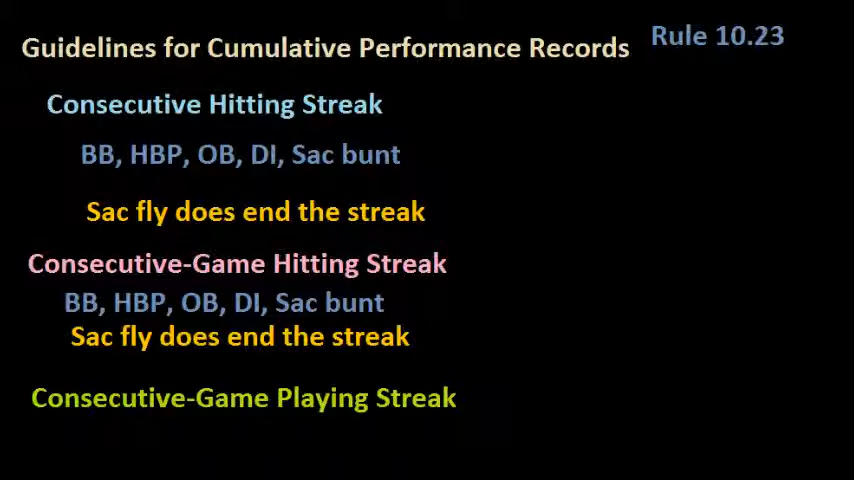 Guidelines for Cumulative Performance Records
Rule 10.23
Consecutive Hitting Streak
BB, HBP, OB, DI, Sac bunt
Sac fly does end the streak
Consecutive-Game Hitting Streak
BB, HBP, OB, DI, Sac bunt
Sac fly does end the streak
Consecutive-Game Playing Streak